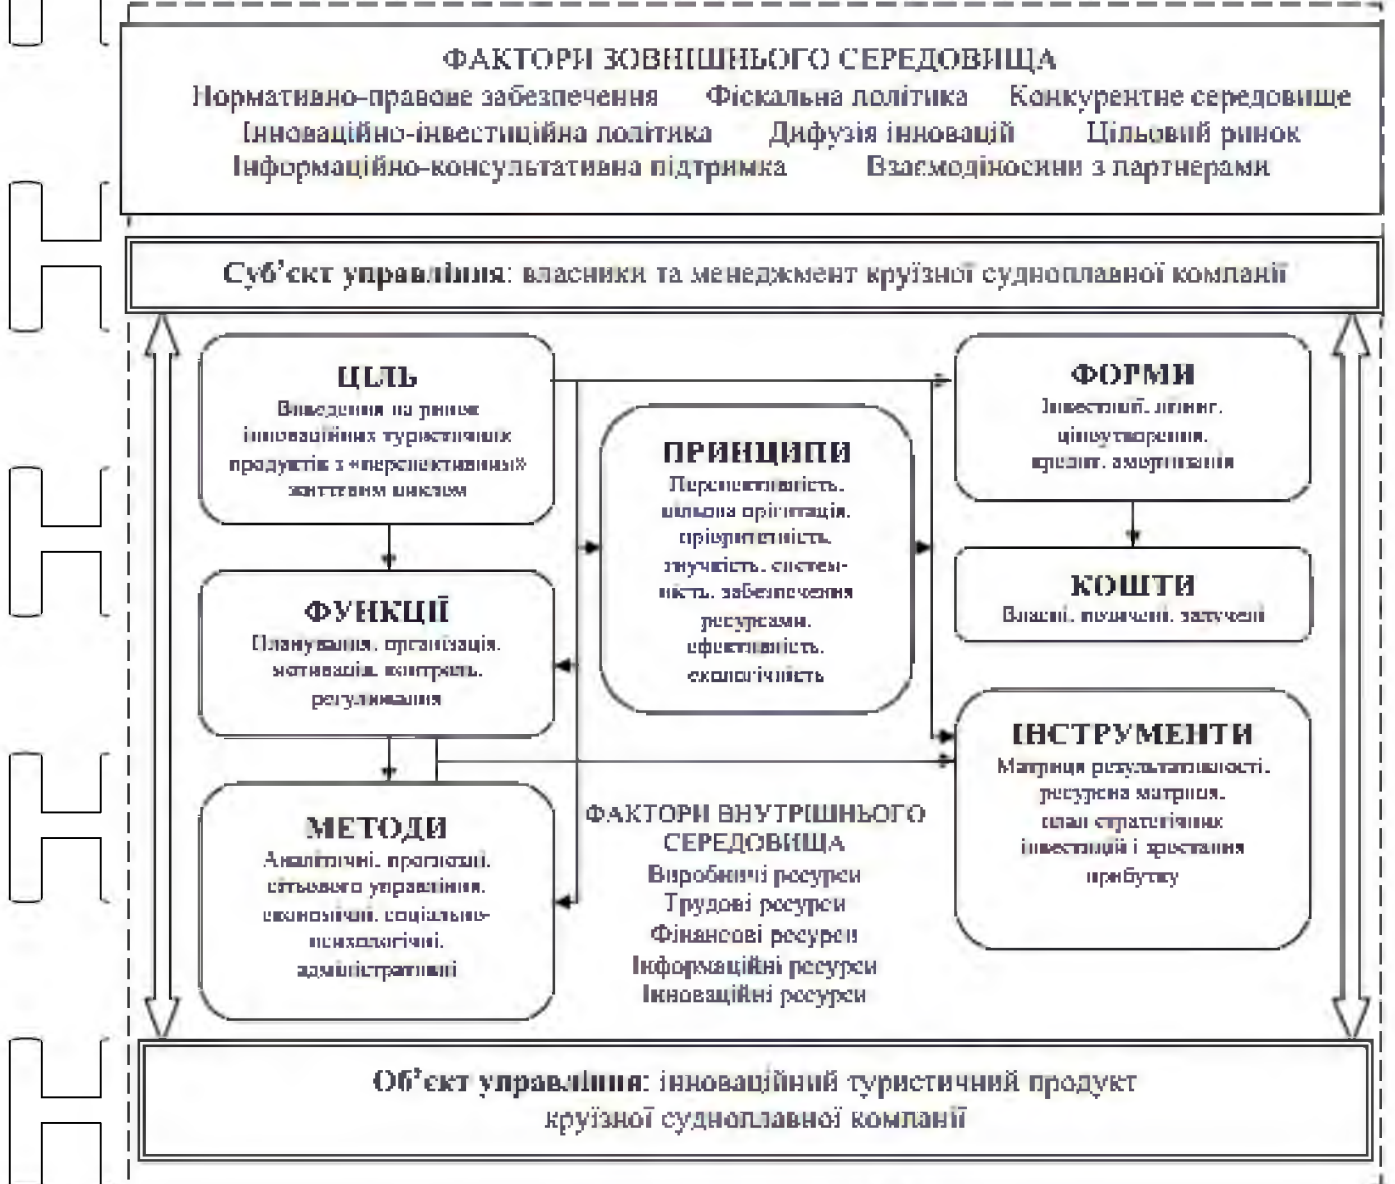 ФАКТОРИ ЗОВНІШНЬОГО СЕРЕДОВИЩА
Нормативно-правове забезпечення Фіскальна політика Конкурентне середовище
Інноваційно-інвестиційна політика Дифузія інновацій Цільовий ринок
Інформаційно-консультативна підтримка Взаємодіносини з партнерами
Суб'єкт управління: власники та менеджмент круїзної судноплавної компанії
ЦІЛЬ
Виведення на ринок
інноваційних туристичних
продуктів з «перспективним»
життєвим циклом
ФУНКЦІЇ
Планування, організація,
мотивація, контроль,
регулювання
МЕТОДИ
Аналітичні, прогнозні,
сітьового управління,
економічні, соціально-
психологічні,
адміністративні
ПРИНЦИПИ
Перспективність,
цільова орієнтація,
пріоритетність,
гнучкість, систем-
ність, забезпечення
ресурсами,
ефективність,
екологічність
ФАКТОРИ ВНУТРІШНЬОГО
СЕРЕДОВИЩА
Виробничі ресурси
Трудові ресурси
Фінансові ресурси
Інформаційні ресурси
Інноваційні ресурси
ФОРМИ
Інвестиції, лізинг,
ціноутворення,
кредит, амортизація
КОШТИ
Власні, позичені, залучені
ІНСТРУМЕНТИ
Матриця результативності,
ресурсна матриця,
план стратегічних
інвестицій і зростання
прибутку
Об'єкт управління: інноваційний туристичний продукт
круїзної судноплавної компанії